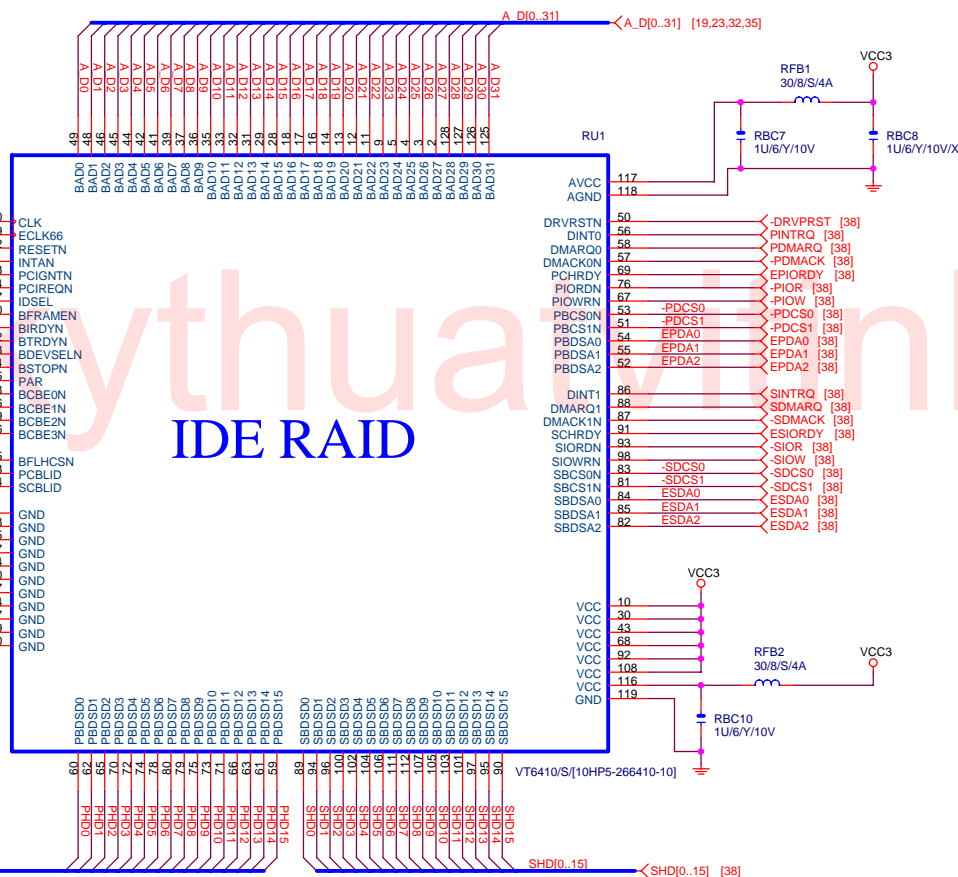 A_D[0..31]
A_D[0..31] [19,23,32,35]
A_D0 A_D1 A_D2 A_D3 A_D4 A_D5 A_D6 A_D7 A_D8 A_D9 A_D10 A_D11 A_D12 A_D13 A_D14 A_D15 A_D16 A_D17 A_D18 A_D19 A_D20 A_D21 A_D22 A_D23 A_D24 A_D25 A_D26 A_D27 A_D28 A_D29 A_D30 A_D31
49 48 46 45 44 42 41 39 37 36 35 33 32 31 29 28 18 17 16 14 13 12 11 9 5 4 3 2 128 127 126 125
BAD0 BAD1 BAD2 BAD3 BAD4 BAD5 BAD6 BAD7 BAD8 BAD9 BAD10 BAD11 BAD12 BAD13 BAD14 BAD15 BAD16 BAD17 BAD18 BAD19 BAD20 BAD21 BAD22 BAD23 BAD24 BAD25 BAD26 BAD27 BAD28 BAD29 BAD30 BAD31
RU1
VCC3
RFB1
30/8/S/4A
RBC7
1U/6/Y/10V
RBC8
1U/6/Y/10V/X
AVCC 117
AGND 118
CLK
ECLK66
RESETN
INTAN
PCIGNTN
PCIREQN
IDSEL
BFRAMEN
BIRDYN
BTRDYN
BDEVSELN
BSTOPN
PAR
BCBE0N
BCBE1N
BCBE2N
BCBE3N
BFLHCSN
PCBLID
SCBLID
GND
GND
GND
GND
GND
GND
GND
GND
GND
GND
GND
ythuatvitinh
IDE RAID
DRVRSTN 50 -DRVPRST [38]
DINT0 56 PINTRQ [38]
DMARQ0 58 PDMARQ [38]
DMACK0N 57 -PDMACK [38]
PCHRDY 69 EPIORDY [38]
PIORDN 76 -PIOR [38]
PIOWRN 67 -PIOW [38]
PBCS0N 53 -PDCS0 -PDCS0 [38]
PBCS1N 51 -PDCS1 -PDCS1 [38]
PBDSA0 54 EPDA0 EPDA0 [38]
PBDSA1 55 EPDA1 EPDA1 [38]
PBDSA2 52 EPDA2 EPDA2 [38]
DINT1 86 SINTRQ [38]
DMARQ1 88 SDMARQ [38]
DMACK1N 87 -SDMACK [38]
SCHRDY 91 ESIORDY [38]
SIORDN 93 -SIOR [38]
SIOWRN 98 -SIOW [38]
SBCS0N 83 -SDCS0 -SDCS0 [38]
SBCS1N 81 -SDCS1 -SDCS1 [38]
SBDSA0 84 ESDA0 ESDA0 [38]
SBDSA1 85 ESDA1 ESDA1 [38]
SBDSA2 82 ESDA2 ESDA2 [38]
VCC3
VCC 10
VCC 30
VCC 43
VCC 68
VCC 92
VCC 108
VCC 116
GND 119
RFB2
30/8/S/4A
VCC3
RBC10
1U/6/Y/10V
PBDSD0 PBDSD1 PBDSD2 PBDSD3 PBDSD4 PBDSD5 PBDSD6 PBDSD7 PBDSD8 PBDSD9 PBDSD10 PBDSD11 PBDSD12 PBDSD13 PBDSD14 PBDSD15
SBDSD0 SBDSD1 SBDSD2 SBDSD3 SBDSD4 SBDSD5 SBDSD6 SBDSD7 SBDSD8 SBDSD9 SBDSD10 SBDSD11 SBDSD12 SBDSD13 SBDSD14 SBDSD15
60 62 65 70 72 74 78 80 79 75 73 71 66 63 61 59
89 94 96 100 102 104 106 111 112 107 105 103 101 97 95 90
VT6410/S/[10HP5-266410-10]
PHD0 PHD1 PHD2 PHD3 PHD4 PHD5 PHD6 PHD7 PHD8 PHD9 PHD10 PHD11 PHD12 PHD13 PHD14 PHD15
SHD0 SHD1 SHD2 SHD3 SHD4 SHD5 SHD6 SHD7 SHD8 SHD9 SHD10 SHD11 SHD12 SHD13 SHD14 SHD15
SHD[0..15]
SHD[0..15] [38]